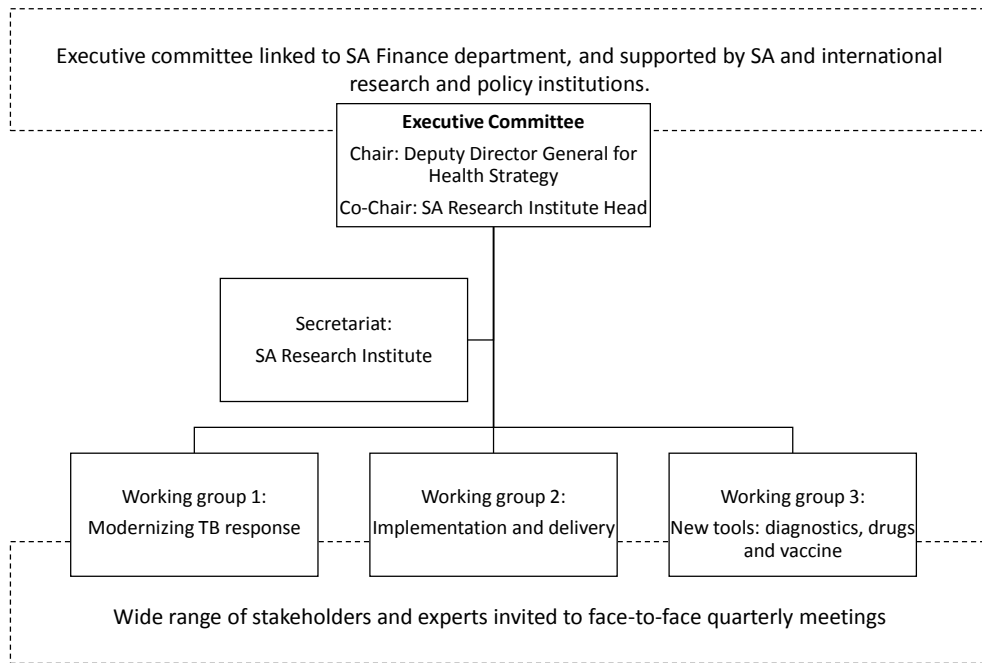 Executive committee linked to SA Finance department, and supported by SA and international
research and policy institutions.
Executive Committee
Chair: Deputy Director General for
Health Strategy
Co-Chair: SA Research Institute Head
Secretariat:
SA Research Institute
Working group 1:
Modernizing TB response
Working group 2:
Implementation and delivery
Working group 3:
New tools: diagnostics, drugs
and vaccine
Wide range of stakeholders and experts invited to face-to-face quarterly meetings